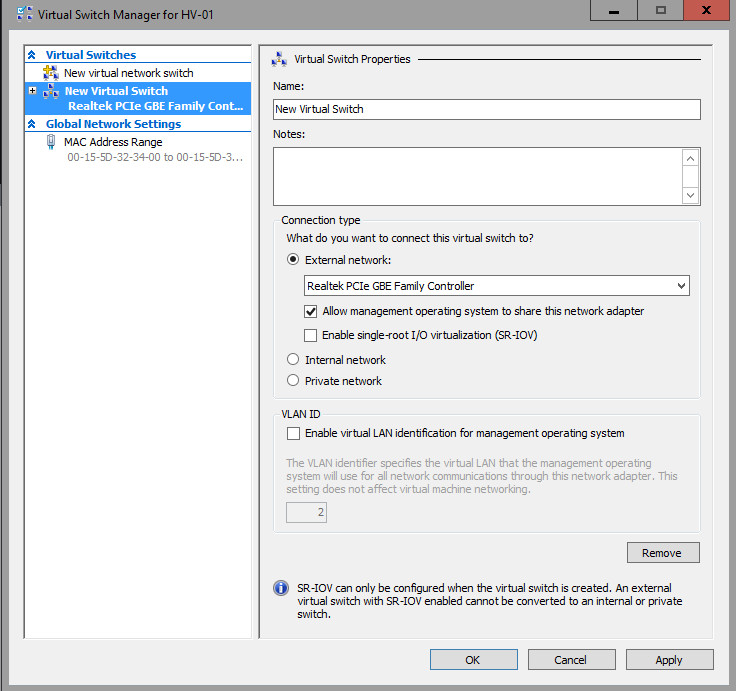 Virtual Switch Manager for HV-01
Virtual Switches
New virtual network switch
New Virtual Switch
Realtek PCIe GBE Family Cont...
Global Network Settings
MAC Address Range
00-15-5D-32-34-00 to 00-15-5D-3...
Virtual Switch Properties
Name:
New Virtual Switch
Notes:
Connection type
What do you want to connect this virtual switch to?
External network:
Realtek PCIe GBE Family Controller
Allow management operating system to share this network adapter
Enable single-root I/O virtualization (SR-IOV)
Internal network
Private network
VLAN ID
Enable virtual LAN identification for management operating system
The VLAN identifier specifies the virtual LAN that the management operating
system will use for all network communications through this network adapter. This
setting does not affect virtual machine networking.
2
Remove
SR-IOV can only be configured when the virtual switch is created. An external
virtual switch with SR-IOV enabled cannot be converted to an internal or private
switch.
OK
Cancel
Apply